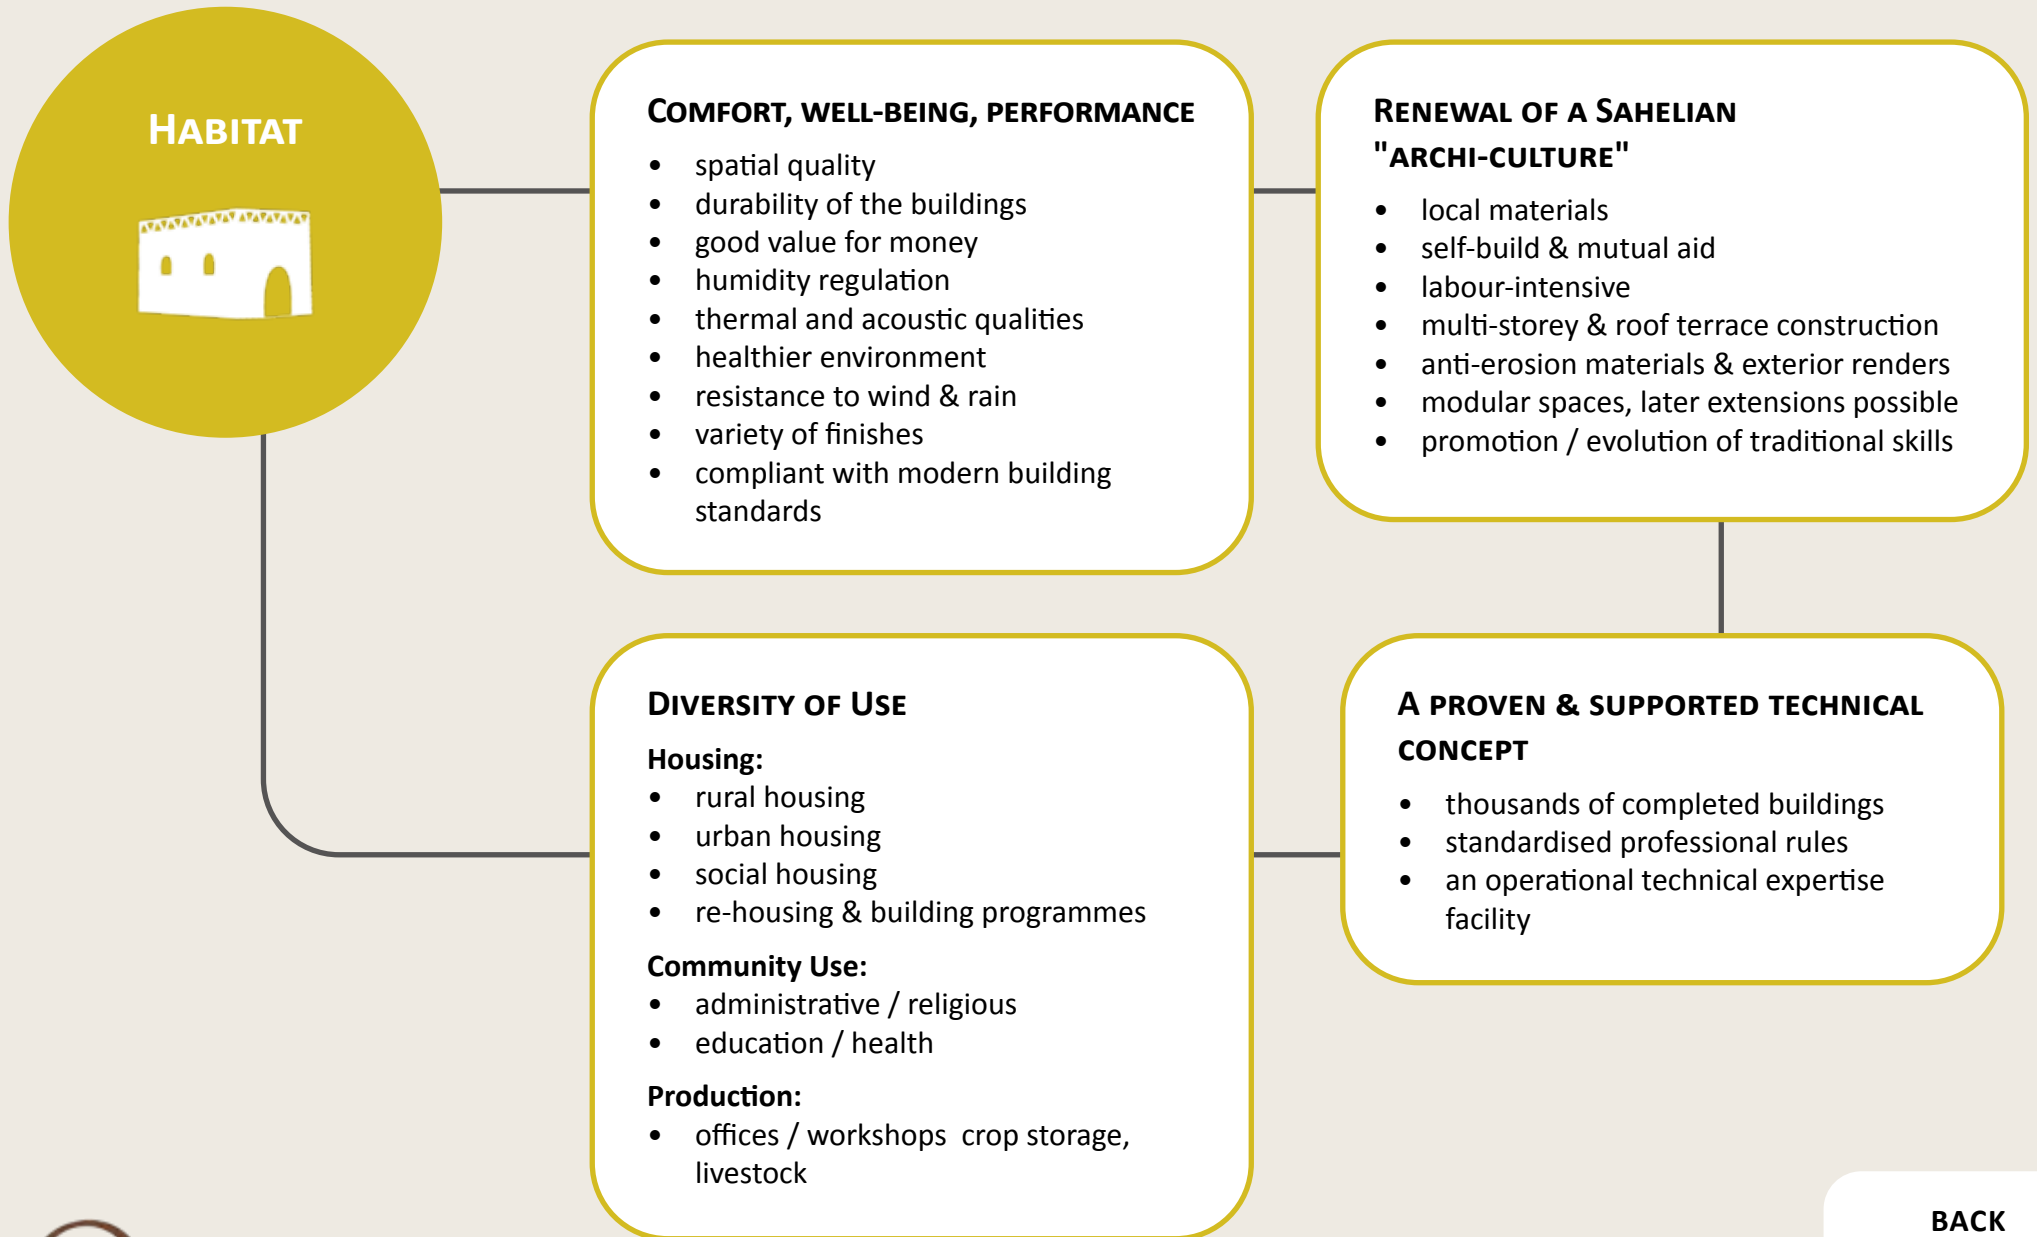 HABITAT
COMFORT, WELL-BEING, PERFORMANCE
• spatial quality
• durability of the buildings
• good value for money
• humidity regulation
• thermal and acoustic qualities
• healthier environment
• resistance to wind & rain
• variety of finishes
• compliant with modern building
standards
RENEWAL OF A SAHELIAN
"ARCHI-CULTURE"
• local materials
• self-build & mutual aid
• labour-intensive
• multi-storey & roof terrace construction
• anti-erosion materials & exterior renders
• modular spaces, later extensions possible
• promotion / evolution of traditional skills
DIVERSITY OF USE
Housing:
• rural housing
• urban housing
• social housing
• re-housing & building programmes
Community Use:
• administrative / religious
• education / health
Production:
• offices / workshops  crop storage,
livestock
A PROVEN & SUPPORTED TECHNICAL
CONCEPT
• thousands of completed buildings
• standardised professional rules
• an operational technical expertise
facility
BACK